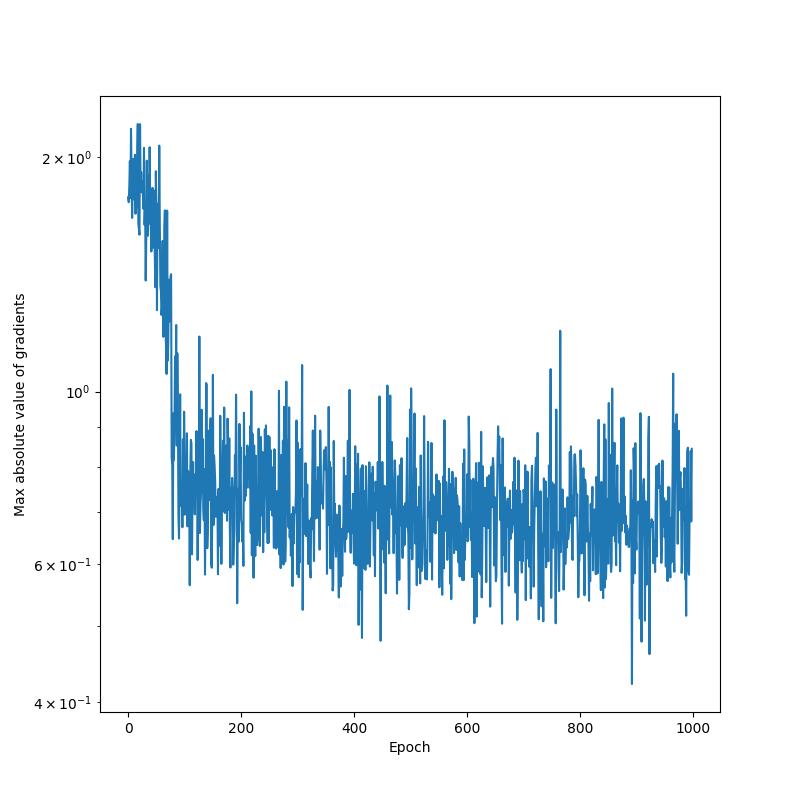 Max absolute value of gradients
2 × 10⁰
10⁰
6 × 10⁻¹
4 × 10⁻¹
0 200 400 600 800 1000
Epoch